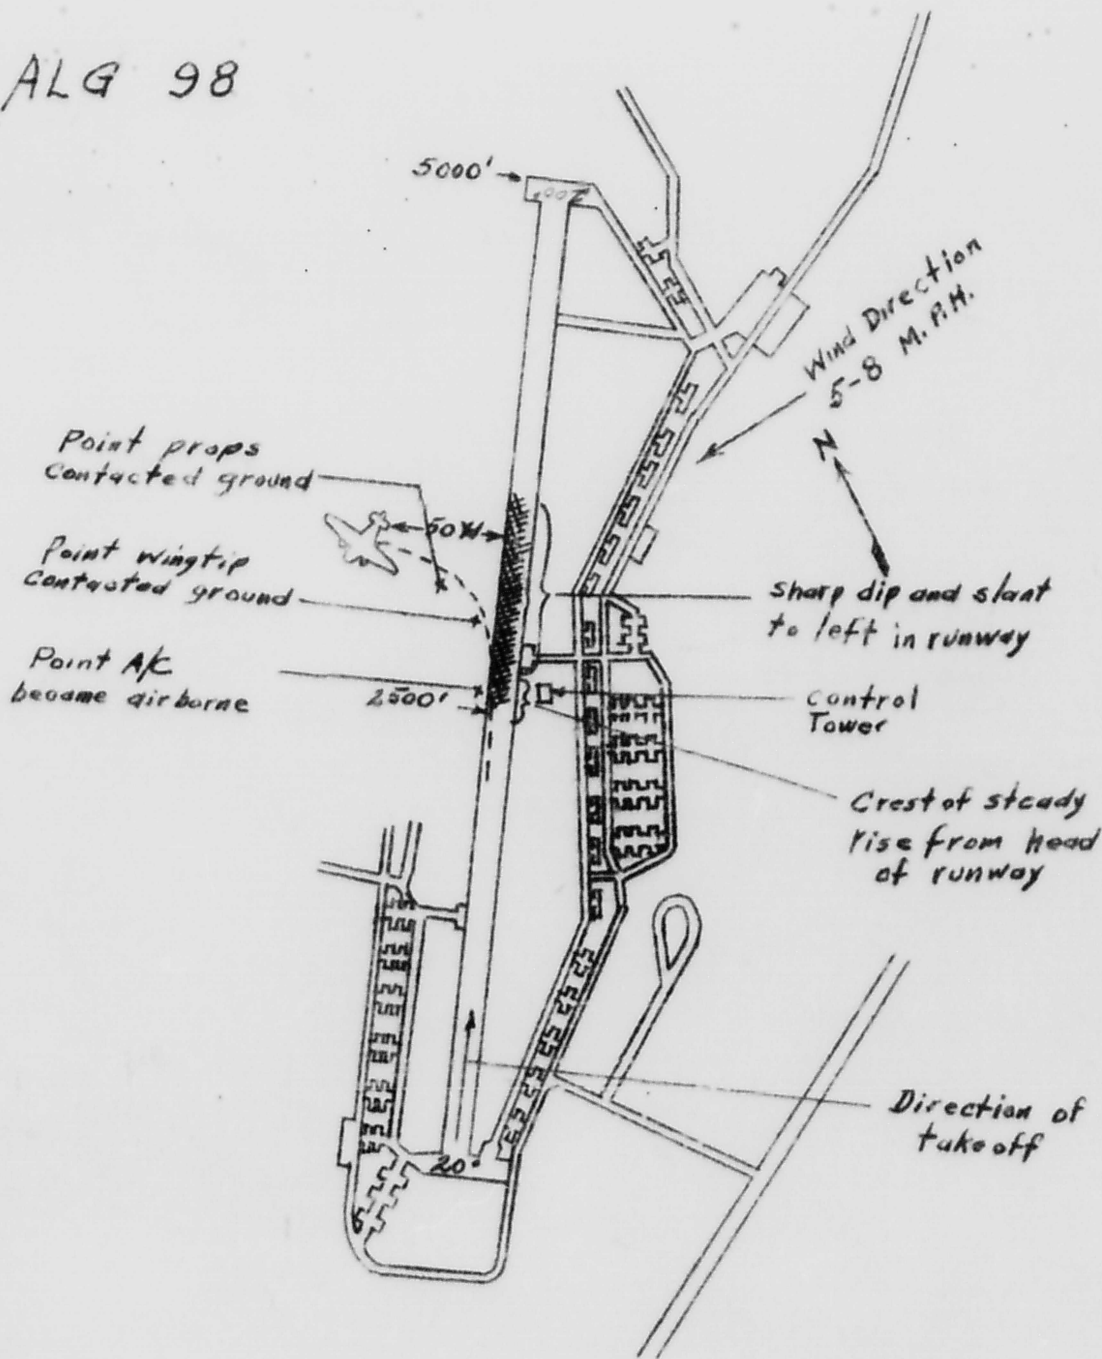 ALG 98
5000'
200°
Wind Direction
5-8 M.P.H.
N
Point props
Contacted ground
50 Yd
Point wingtip
Contacted ground
Sharp dip and slant
to left in runway
Point A/C
became airborne
2500'
Control
Tower
Crest of steady
rise from head
of runway
Direction of
takeoff
20°